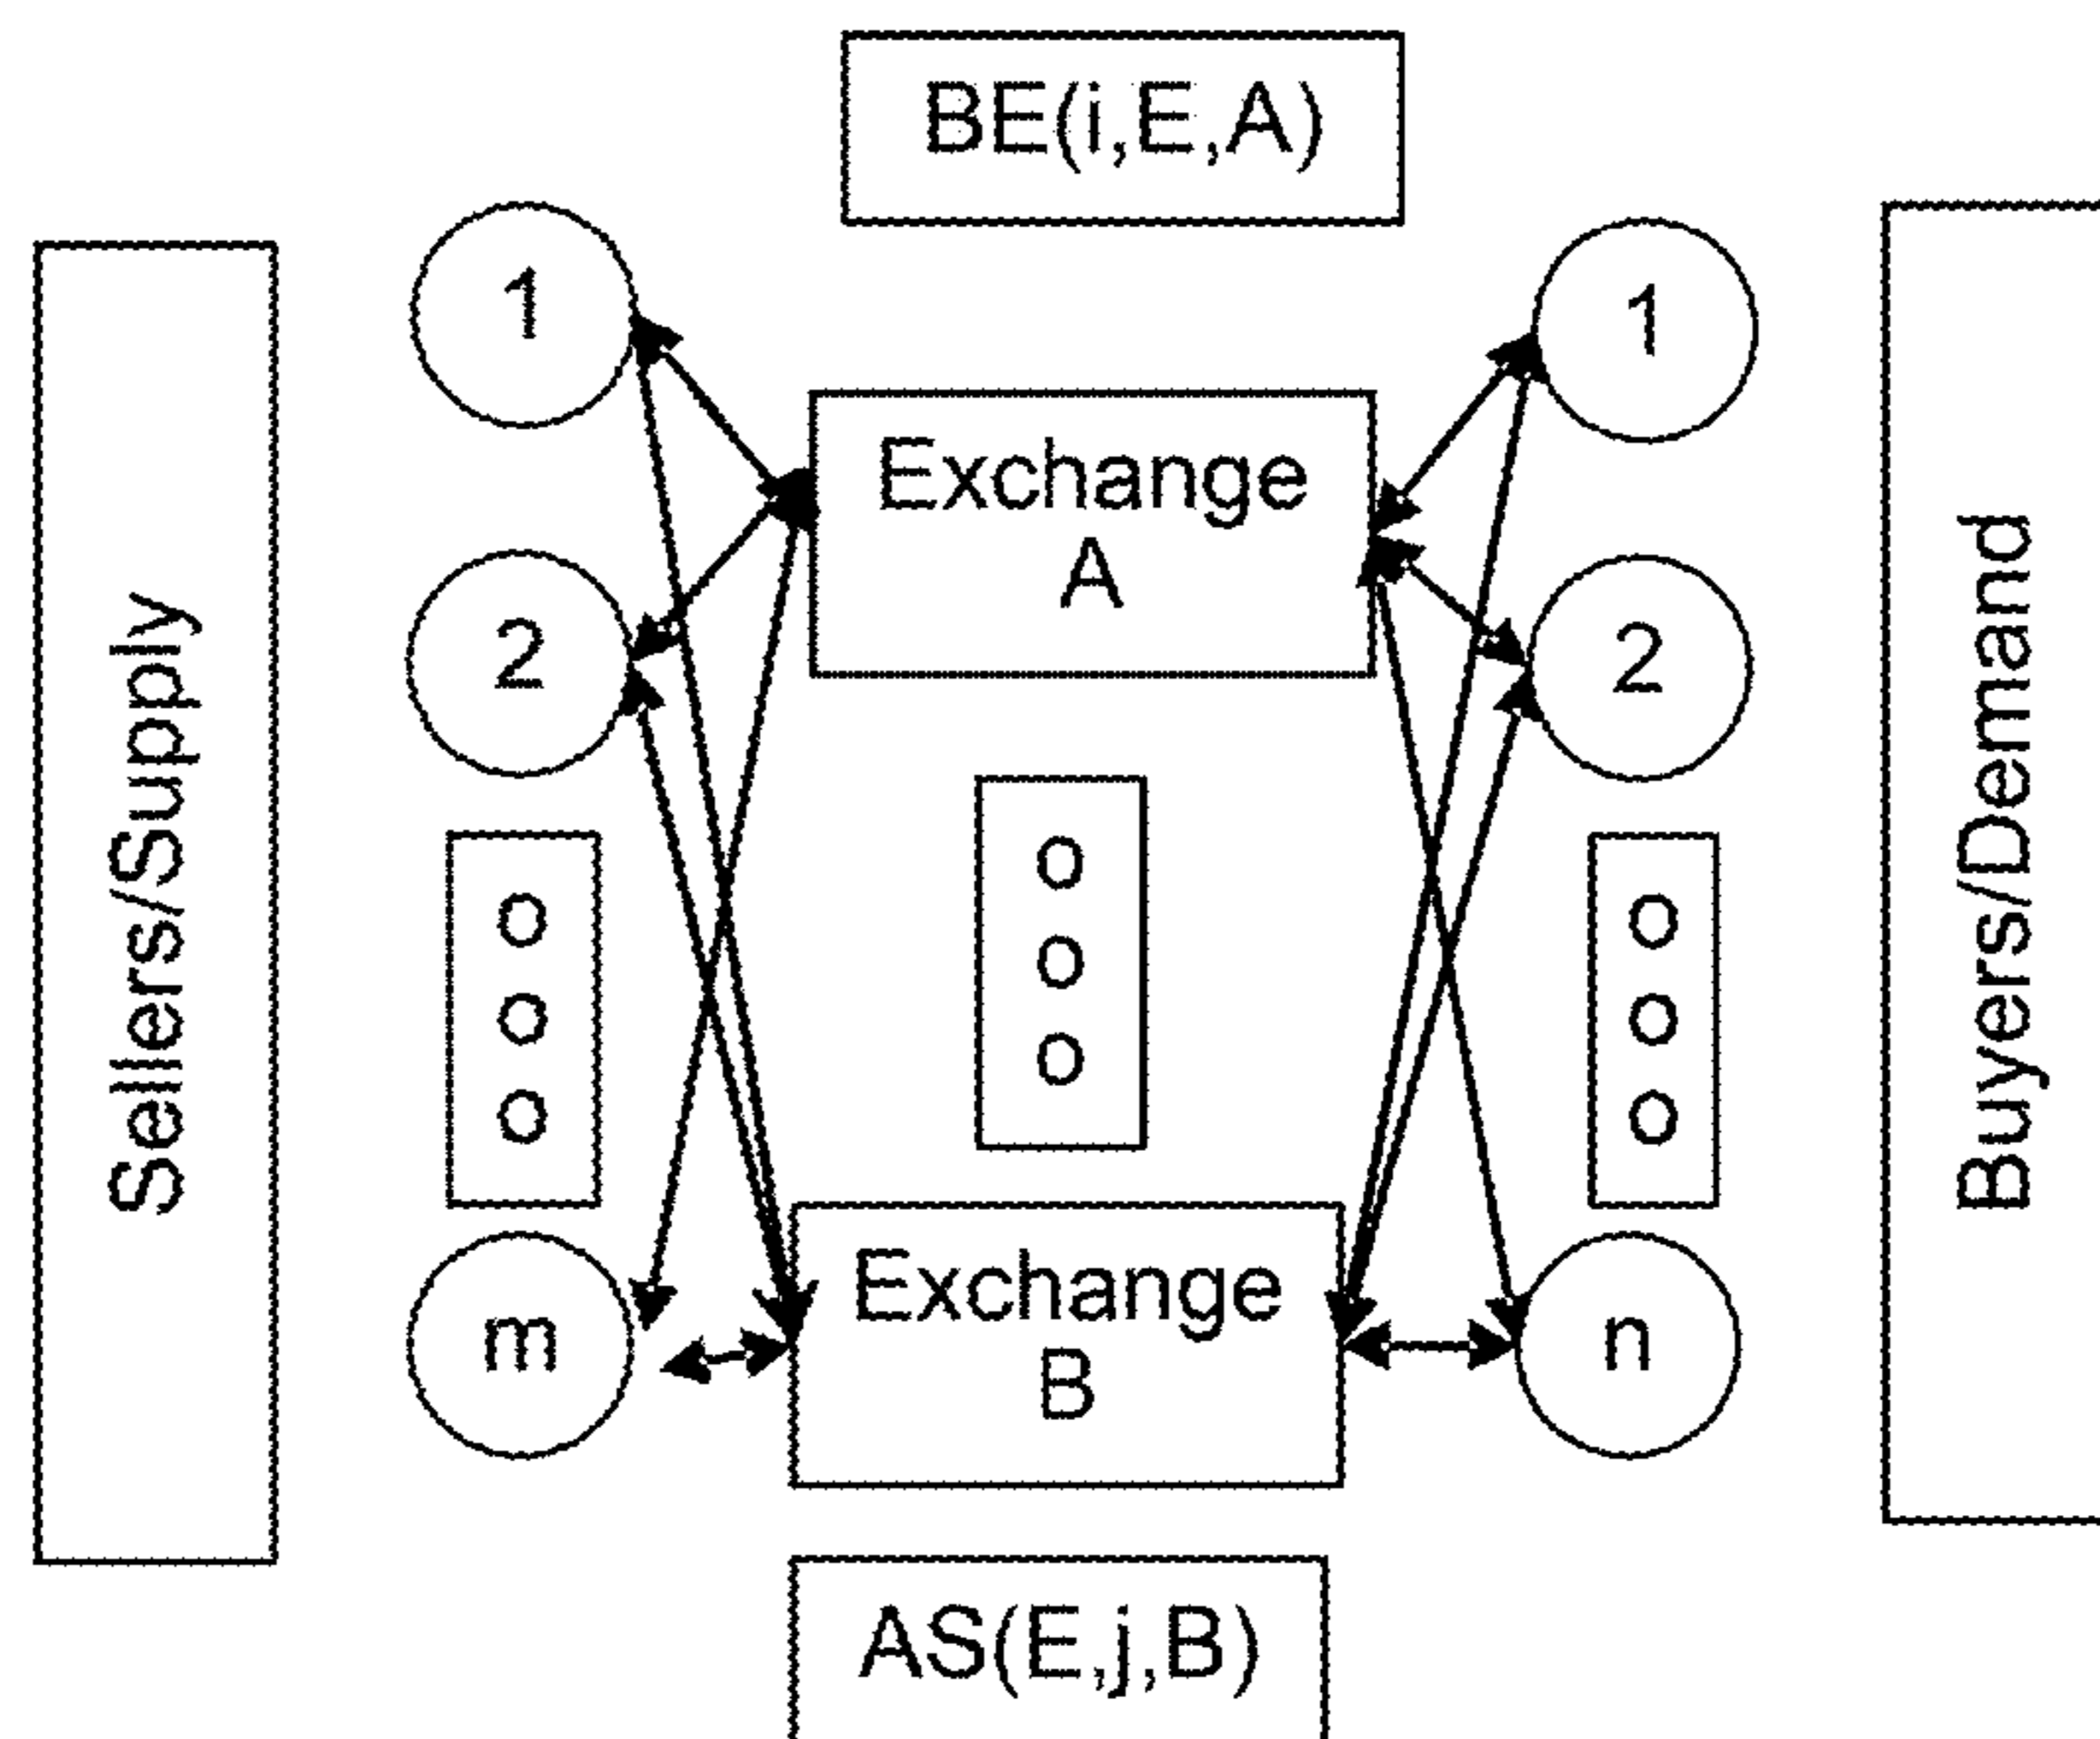 BE(i,E,A)
Sellers/Supply
1
1
Exchange
A
2
2
Buyers/Demand
o
o
o
o
o
o
o
o
o
m
Exchange
B
n
AS(E,j,B)